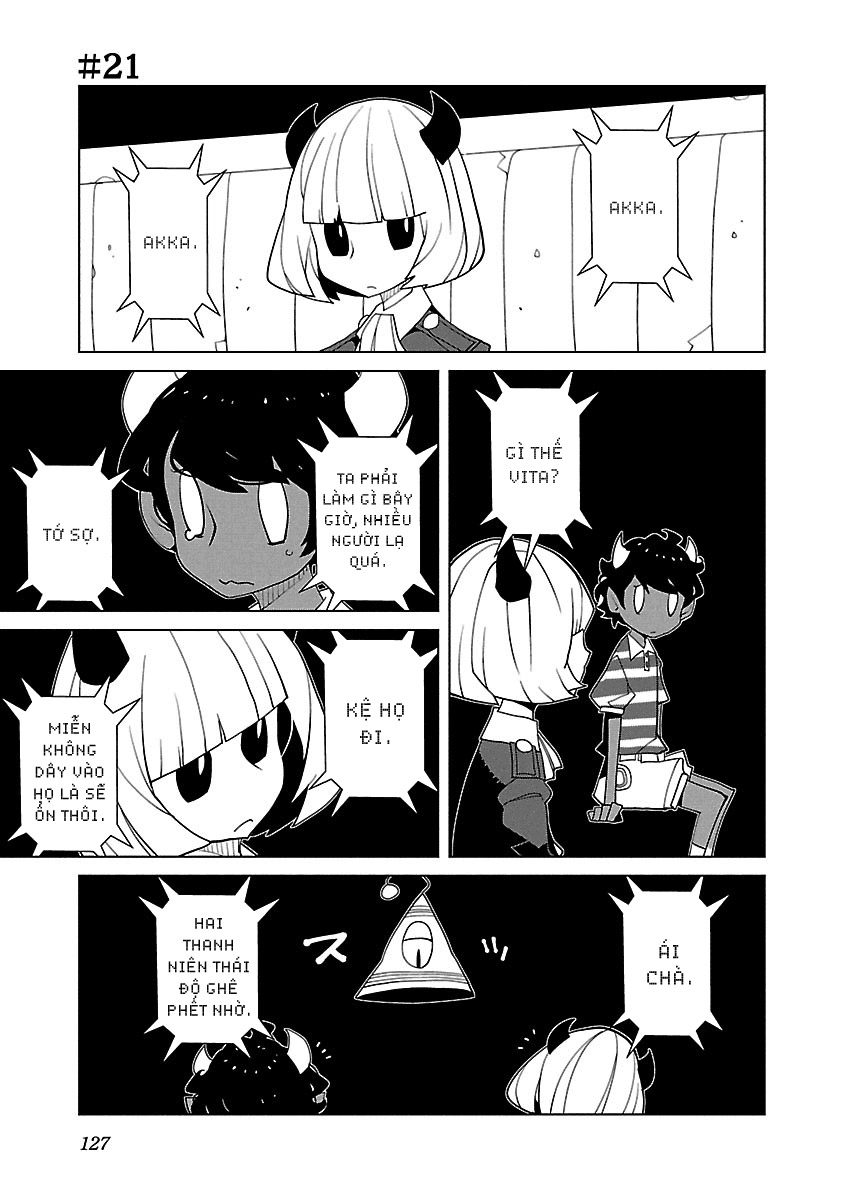 #21
AKKA.
AKKA.
GÌ THẾ
VITA?
TA PHẢI
LÀM GÌ BÂY
GIỜ, NHIỀU
NGƯỜI LẠ
QUÁ.
TỚ SỢ.
KỆ HỌ
ĐI.
MIỄN
KHÔNG
DÂY VÀO
HỌ LÀ SẼ
ỔN THÔI.
ÁI
CHÀ.
ス
HAI
THANH
NIÊN THÁI
ĐỘ GHÊ
PHẾT NHỜ.
127